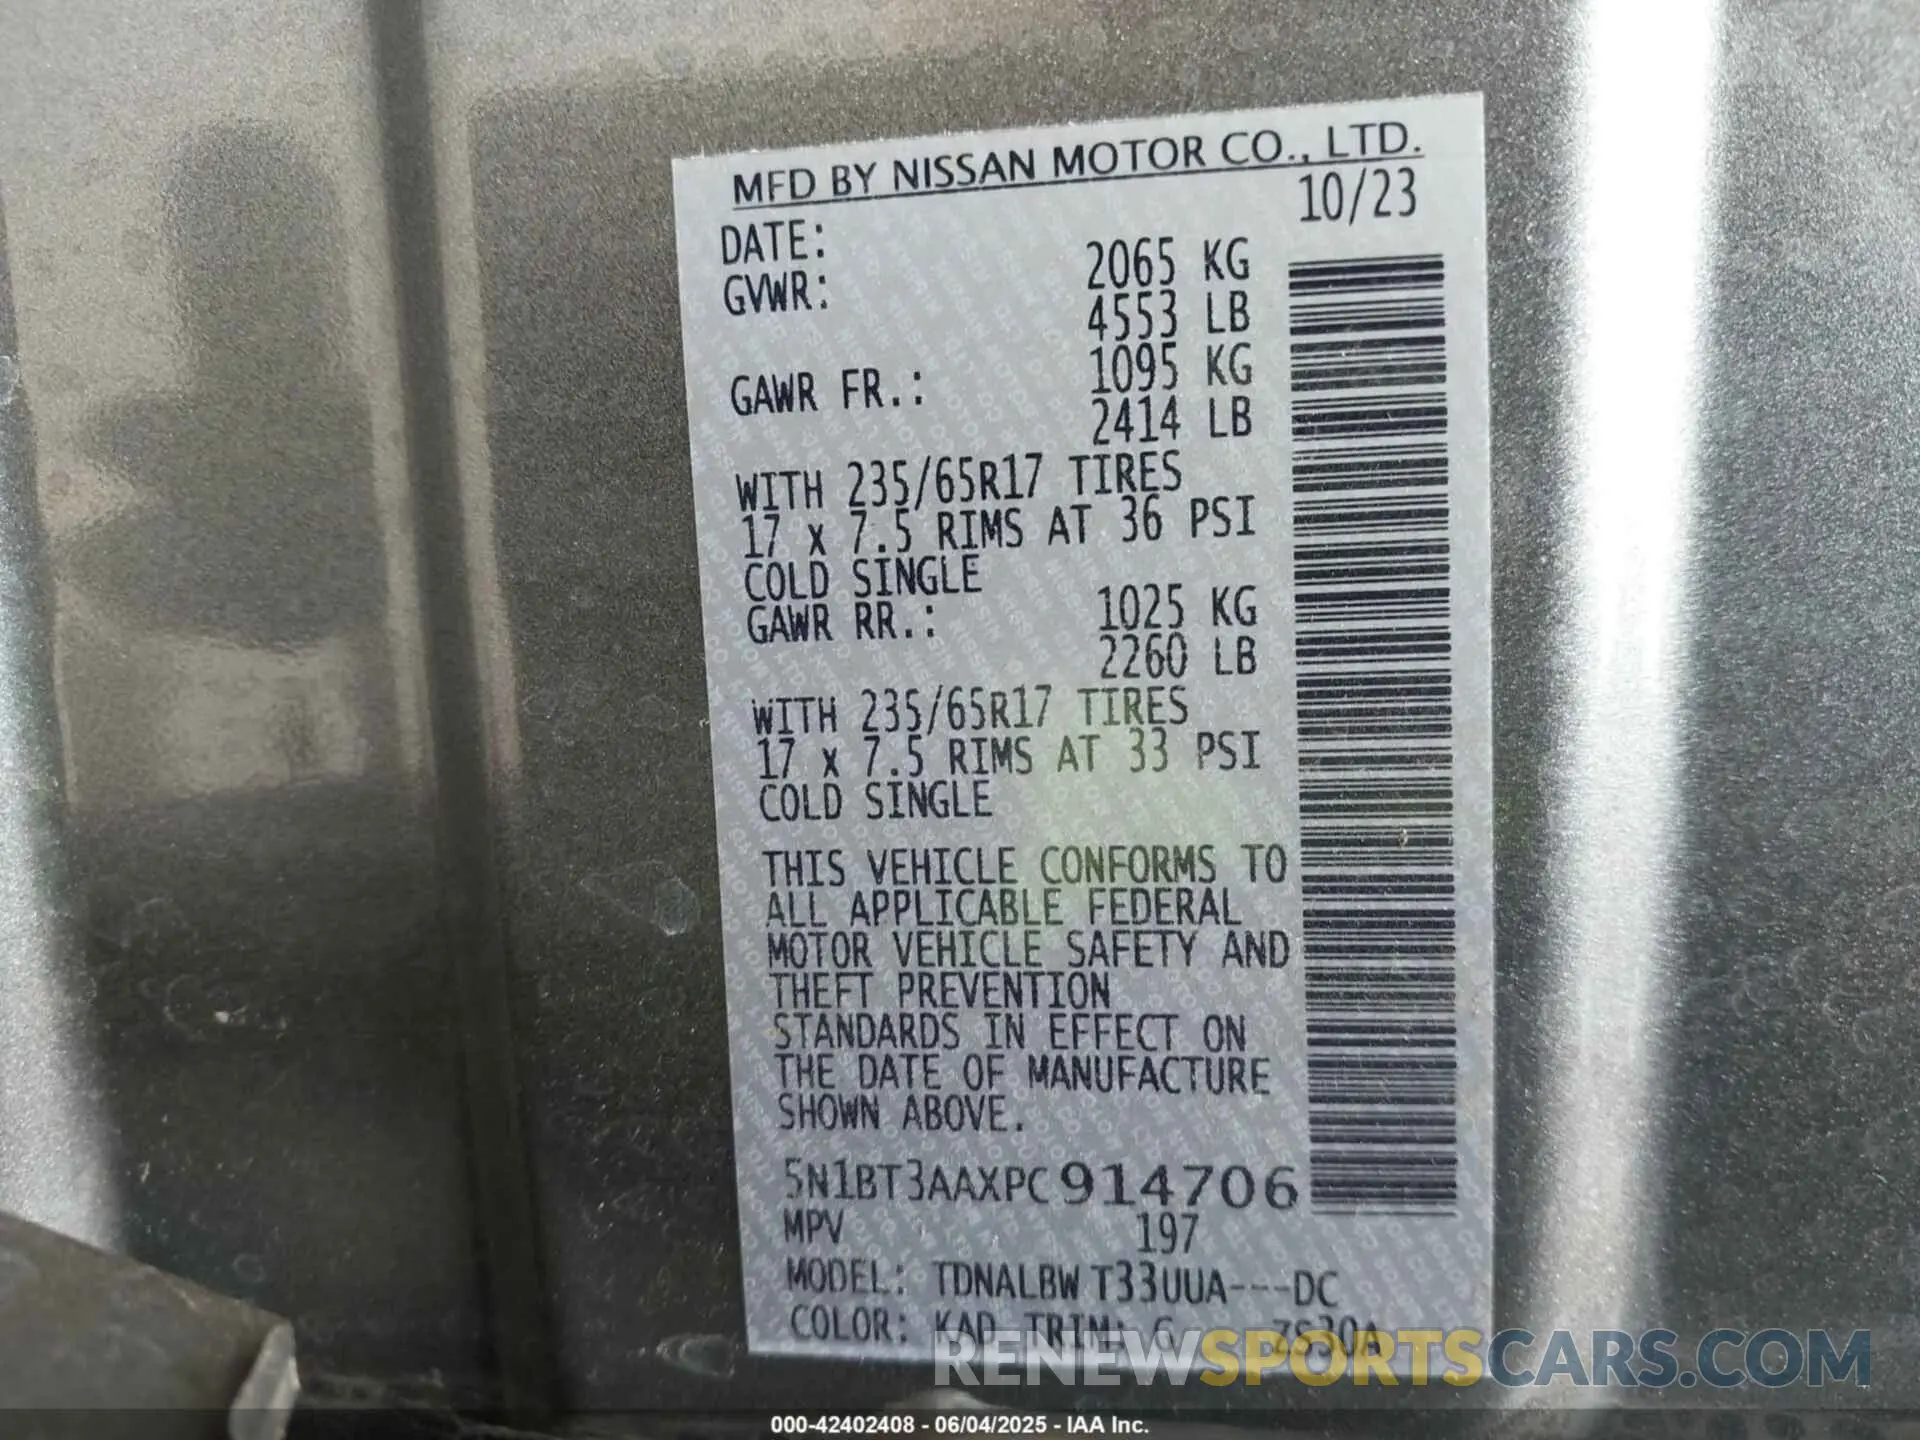 MFD BY NISSAN MOTOR CO., LTD.
DATE: 10/23
GVWR: 2065 KG
4553 LB
GAWR FR.: 1095 KG
2414 LB
WITH 235/65R17 TIRES
17 x 7.5 RIMS AT 36 PSI
COLD SINGLE
GAWR RR.: 1025 KG
2260 LB
WITH 235/65R17 TIRES
17 x 7.5 RIMS AT 33 PSI
COLD SINGLE
THIS VEHICLE CONFORMS TO
ALL APPLICABLE FEDERAL
MOTOR VEHICLE SAFETY AND
THEFT PREVENTION
STANDARDS IN EFFECT ON
THE DATE OF MANUFACTURE
SHOWN ABOVE.
5N1BT3AAXPC914706
MPV 197
MODEL: TDNALBW T33UUA---DC
COLOR: KAD TRIM: G ZS30A
RENEWSPORTSCARS.COM
000-42402408 - 06/04/2025 - IAA Inc.